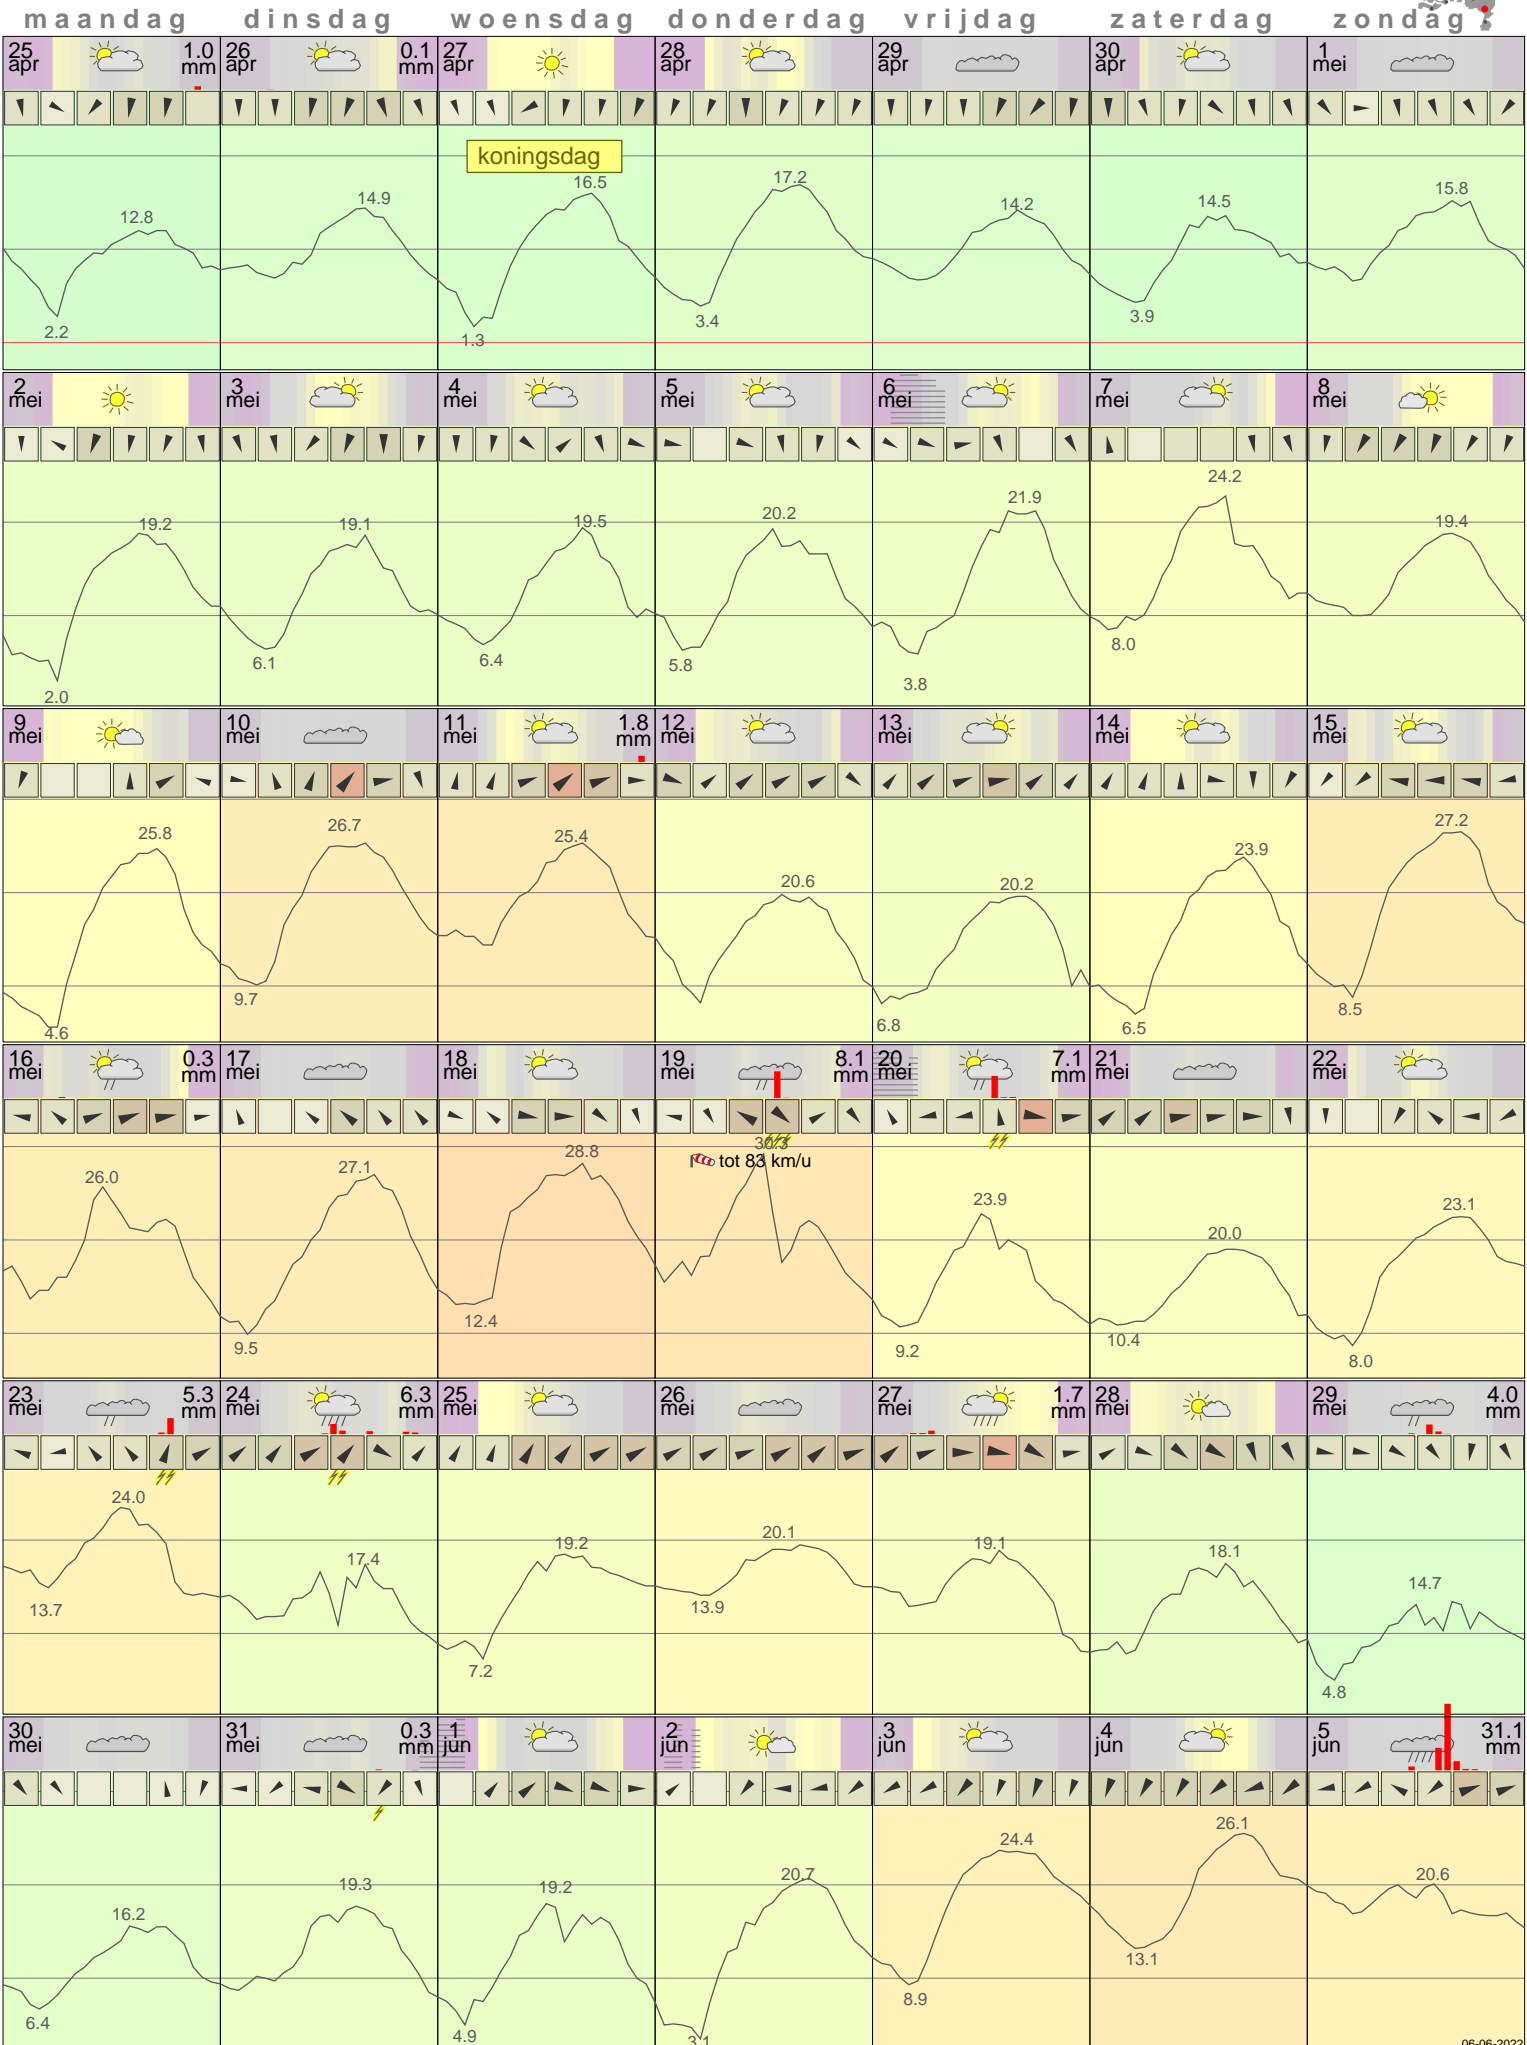 maandag dinsdag woensdag donderdag vrijdag zaterdag zondag
25 apr 1.0 mm 26 apr 0.1 mm 27 apr 28 apr 29 apr 30 apr 1 mei
koningsdag
12.8 14.9 16.5 17.2 14.2 14.5 15.8
2.2 1.3 3.4 3.9
2 mei 3 mei 4 mei 5 mei 6 mei 7 mei 8 mei
19.2 19.1 19.5 20.2 21.9 24.2 19.4
2.0 6.1 6.4 5.8 3.8 8.0
9 mei 10 mei 11 mei 1.8 mm 12 mei 13 mei 14 mei 15 mei
25.8 26.7 25.4 20.6 20.2 23.9 27.2
4.6 9.7 6.8 6.5 8.5
16 mei 0.3 mm 17 mei 18 mei 19 mei 8.1 mm 20 mei 7.1 mm 21 mei 22 mei
26.0 27.1 28.8 30.3 23.9 20.0 23.1
tot 83 km/u
9.5 12.4 9.2 10.4 8.0
23 mei 5.3 mm 24 mei 6.3 mm 25 mei 26 mei 27 mei 1.7 mm 28 mei 29 mei 4.0 mm
24.0 17.4 19.2 20.1 19.1 18.1 14.7
13.7 7.2 13.9 4.8
30 mei 31 mei 0.3 mm 1 jun 2 jun 3 jun 4 jun 5 jun 31.1 mm
16.2 19.3 19.2 20.7 24.4 26.1 20.6
6.4 4.9 3.1 8.9 13.1
06-06-2022